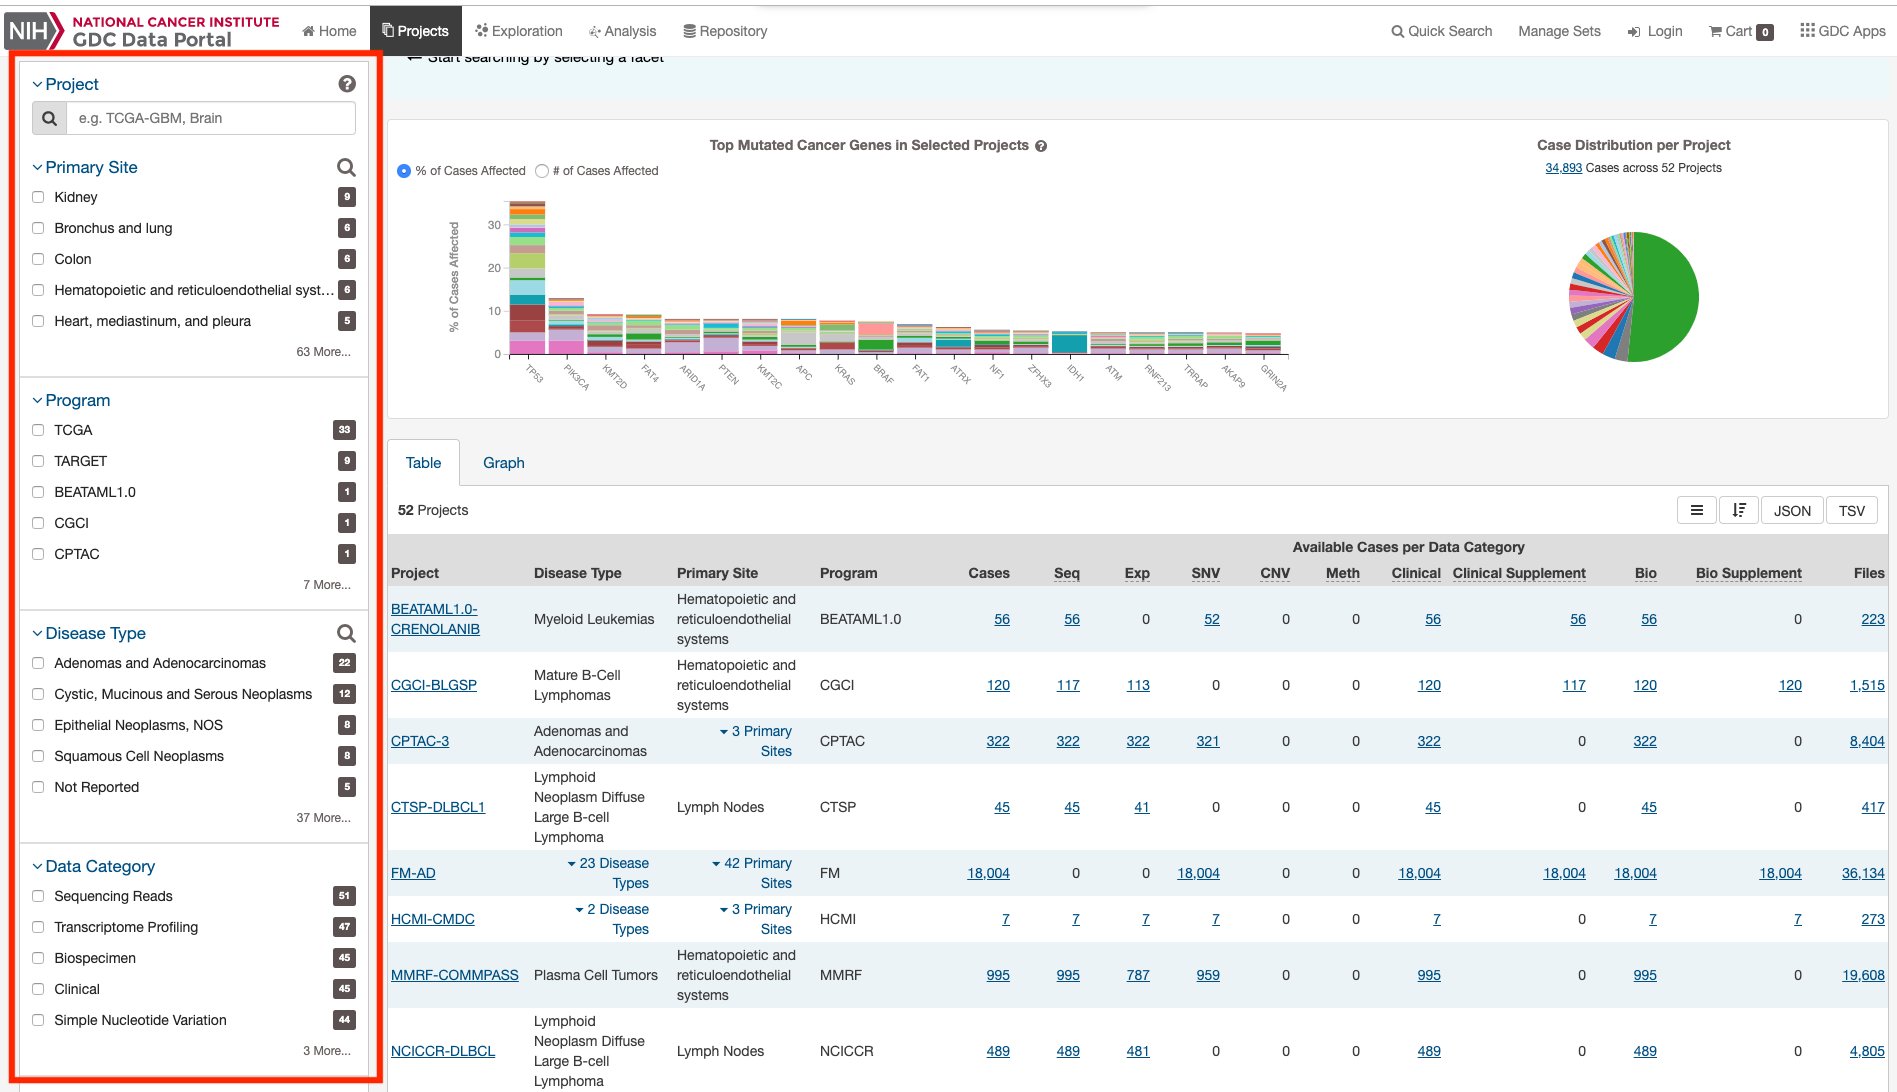 NIH NATIONAL CANCER INSTITUTE
GDC Data Portal
Home
Projects
Exploration
Analysis
Repository
Quick Search
Manage Sets
Login
Cart 0
GDC Apps
Project
e.g. TCGA-GBM, Brain
Primary Site
Kidney 9
Bronchus and lung 6
Colon 6
Hematopoietic and reticuloendothelial syst... 6
Heart, mediastinum, and pleura 5
63 More...
Program
TCGA 33
TARGET 9
BEATAML1.0 1
CGCI 1
CPTAC 1
7 More...
Disease Type
Adenomas and Adenocarcinomas 22
Cystic, Mucinous and Serous Neoplasms 12
Epithelial Neoplasms, NOS 8
Squamous Cell Neoplasms 8
Not Reported 5
37 More...
Data Category
Sequencing Reads 51
Transcriptome Profiling 47
Biospecimen 45
Clinical 45
Simple Nucleotide Variation 44
3 More...
← Start searching by selecting a facet
Top Mutated Cancer Genes in Selected Projects
% of Cases Affected # of Cases Affected
% of Cases Affected
30
20
10
0
TP53 PIK3CA KMT2D FAT4 ARID1A PTEN KMT2C APC KRAS BRAF FAT1 ATRX NF1 ZFHX3 IDH1 ATM RNF213 TRRAP AKAP9 GRIN2A
Case Distribution per Project
34,893 Cases across 52 Projects
Table
Graph
52 Projects
JSON
TSV
Available Cases per Data Category
Project Disease Type Primary Site Program Cases Seq Exp SNV CNV Meth Clinical Clinical Supplement Bio Bio Supplement Files
BEATAML1.0-
CRENOLANIB
Myeloid Leukemias
Hematopoietic and
reticuloendothelial
systems
BEATAML1.0 56 56 0 52 0 0 56 56 56 0 223
CGCI-BLGSP
Mature B-Cell
Lymphomas
Hematopoietic and
reticuloendothelial
systems
CGCI 120 117 113 0 0 0 120 117 120 120 1,515
CPTAC-3
Adenomas and
Adenocarcinomas
3 Primary
Sites
CPTAC 322 322 322 321 0 0 322 0 322 0 8,404
CTSP-DLBCL1
Lymphoid
Neoplasm Diffuse
Large B-cell
Lymphoma
Lymph Nodes
CTSP 45 45 41 0 0 0 45 0 45 0 417
FM-AD
23 Disease
Types
42 Primary
Sites
FM 18,004 0 0 18,004 0 0 18,004 18,004 18,004 18,004 36,134
HCMI-CMDC
2 Disease
Types
3 Primary
Sites
HCMI 7 7 7 7 0 0 7 0 7 7 273
MMRF-COMMPASS
Plasma Cell Tumors
Hematopoietic and
reticuloendothelial
systems
MMRF 995 995 787 959 0 0 995 0 995 0 19,608
NCICCR-DLBCL
Lymphoid
Neoplasm Diffuse
Large B-cell
Lymphoma
Lymph Nodes
NCICCR 489 489 481 0 0 0 489 0 489 0 4,805